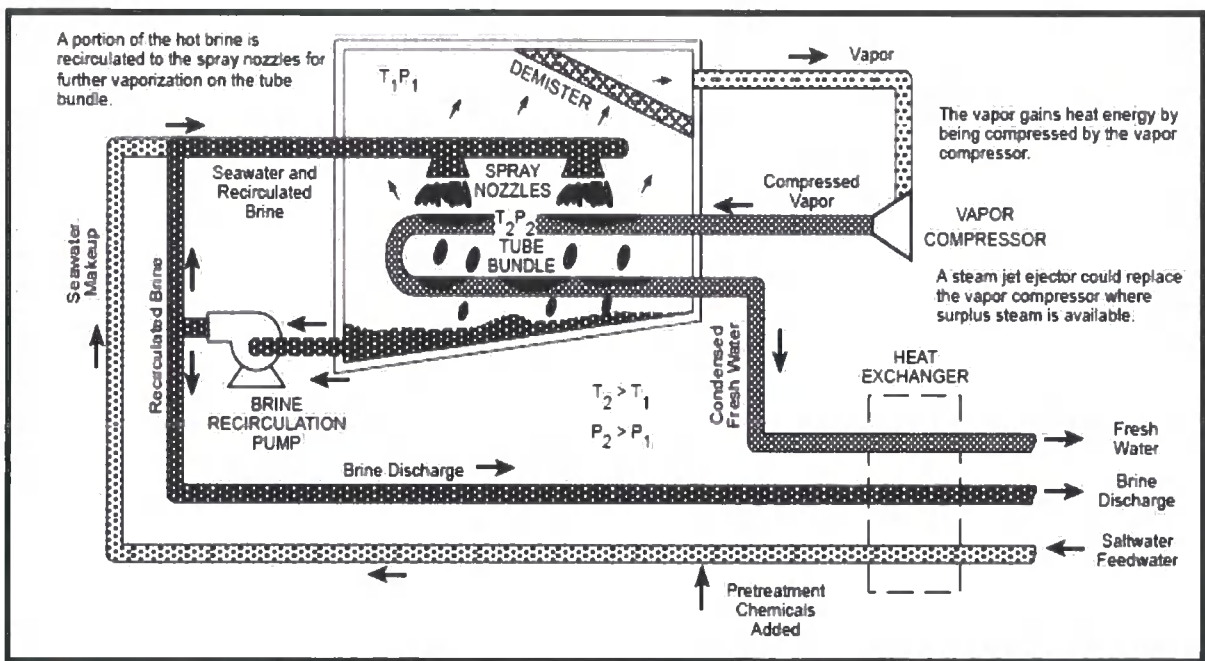 A portion of the hot brine is
recirculated to the spray nozzles for
further vaporization on the tube
bundle.
T1P1
DEMISTER
Vapor
The vapor gains heat energy by
being compressed by the vapor
compressor.
Seawater and
Recirculated
Brine
SPRAY
NOZZLES
Compressed
Vapor
T2P2
TUBE
BUNDLE
VAPOR
COMPRESSOR
A steam jet ejector could replace
the vapor compressor where
surplus steam is available.
Seawater
Makeup
Recirculated Brine
BRINE
RECIRCULATION
PUMP
T2 > T1
P2 > P1
Condensed
Fresh Water
HEAT
EXCHANGER
Fresh
Water
Brine Discharge
Brine
Discharge
Saltwater
Feedwater
Pretreatment
Chemicals
Added